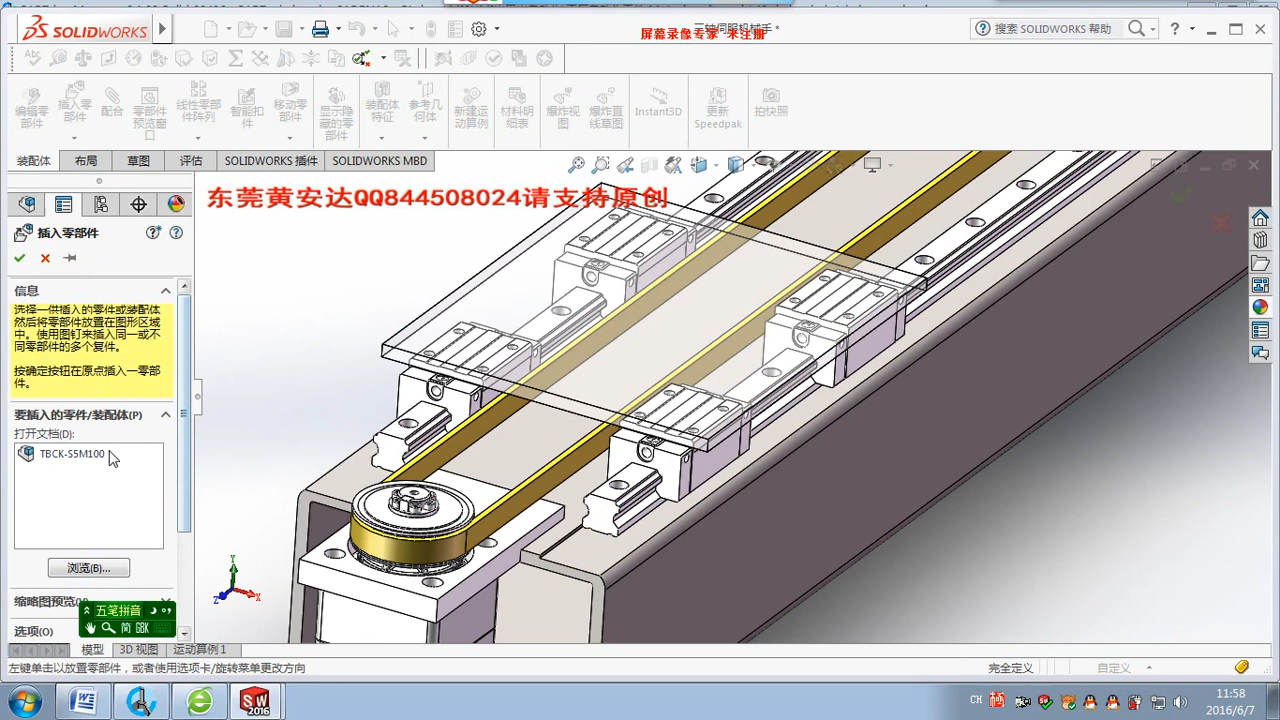 SOLIDWORKS
三轴伺服机械手 *
屏幕录像专家 未注册
搜索 SOLIDWORKS 帮助
编辑零部件
插入零部件
配合
零部件预览窗口
线性零部件阵列
智能扣件
移动零部件
显示隐藏的零部件
装配体特征
参考几何体
新建运动算例
材料明细表
爆炸视图
爆炸直线草图
Instant3D
更新 Speedpak
拍快照
装配体
布局
草图
评估
SOLIDWORKS 插件
SOLIDWORKS MBD
东莞黄安达QQ844508024请支持原创
插入零部件
信息
选择一供插入的零件或装配体
然后将零部件放置在图形区域
中。使用图钉来插入同一或不
同零部件的多个复件。
按确定按钮在原点插入一零部
件。
要插入的零件/装配体(P)
打开文档(D):
TBCK-S5M100
浏览(B)...
缩略图预览(V)
五笔拼音
简 GBK
选项(O)
Y
X
Z
模型
3D 视图
运动算例 1
左键单击以放置零部件，或者使用选项卡/旋转菜单更改方向
完全定义
自定义
SW
2016
CH
11:58
2016/6/7